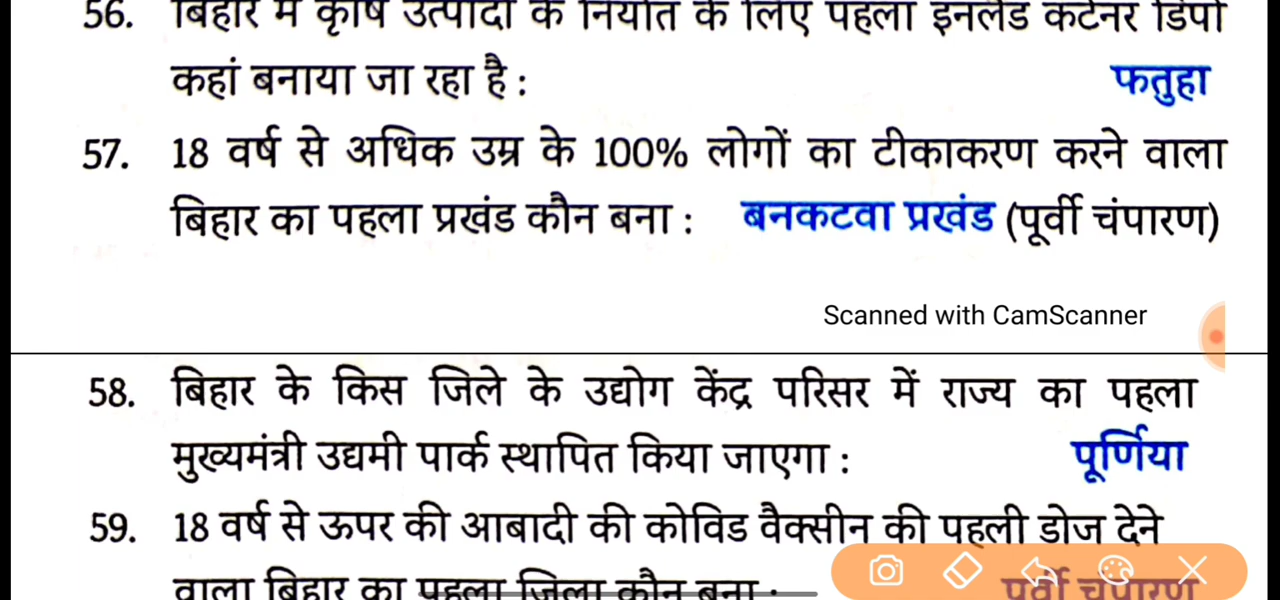 56. बिहार में कृषि उत्पादों के निर्यात के लिए पहला इनलैंड कंटेनर डिपो
कहां बनाया जा रहा है : फतुहा
57. 18 वर्ष से अधिक उम्र के 100% लोगों का टीकाकरण करने वाला
बिहार का पहला प्रखंड कौन बना : बनकटवा प्रखंड (पूर्वी चंपारण)
Scanned with CamScanner
58. बिहार के किस जिले के उद्योग केंद्र परिसर में राज्य का पहला
मुख्यमंत्री उद्यमी पार्क स्थापित किया जाएगा : पूर्णिया
59. 18 वर्ष से ऊपर की आबादी की कोविड वैक्सीन की पहली डोज देने
वाला बिहार का पहला जिला कौन बना : पूर्वी चंपारण